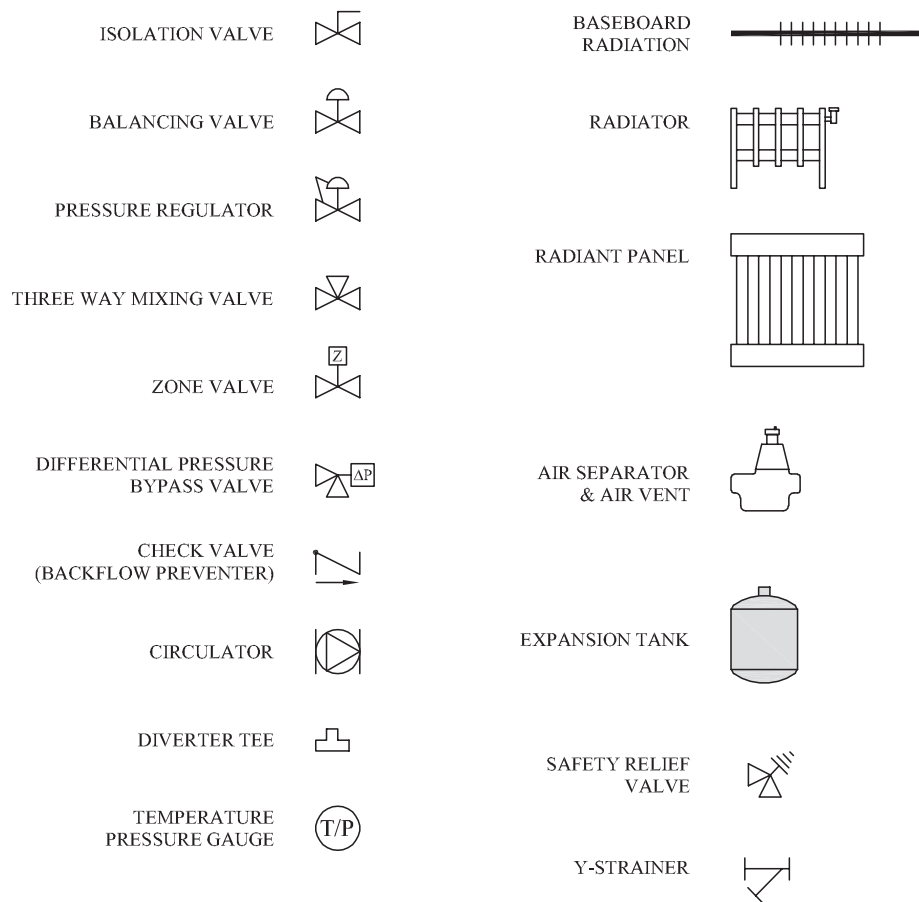 ISOLATION VALVE
BALANCING VALVE
PRESSURE REGULATOR
THREE WAY MIXING VALVE
Z
ZONE VALVE
DIFFERENTIAL PRESSURE
BYPASS VALVE
ΔP
CHECK VALVE
(BACKFLOW PREVENTER)
CIRCULATOR
DIVERTER TEE
TEMPERATURE
PRESSURE GAUGE
T/P
BASEBOARD
RADIATION
RADIATOR
RADIANT PANEL
AIR SEPARATOR
& AIR VENT
EXPANSION TANK
SAFETY RELIEF
VALVE
Y-STRAINER